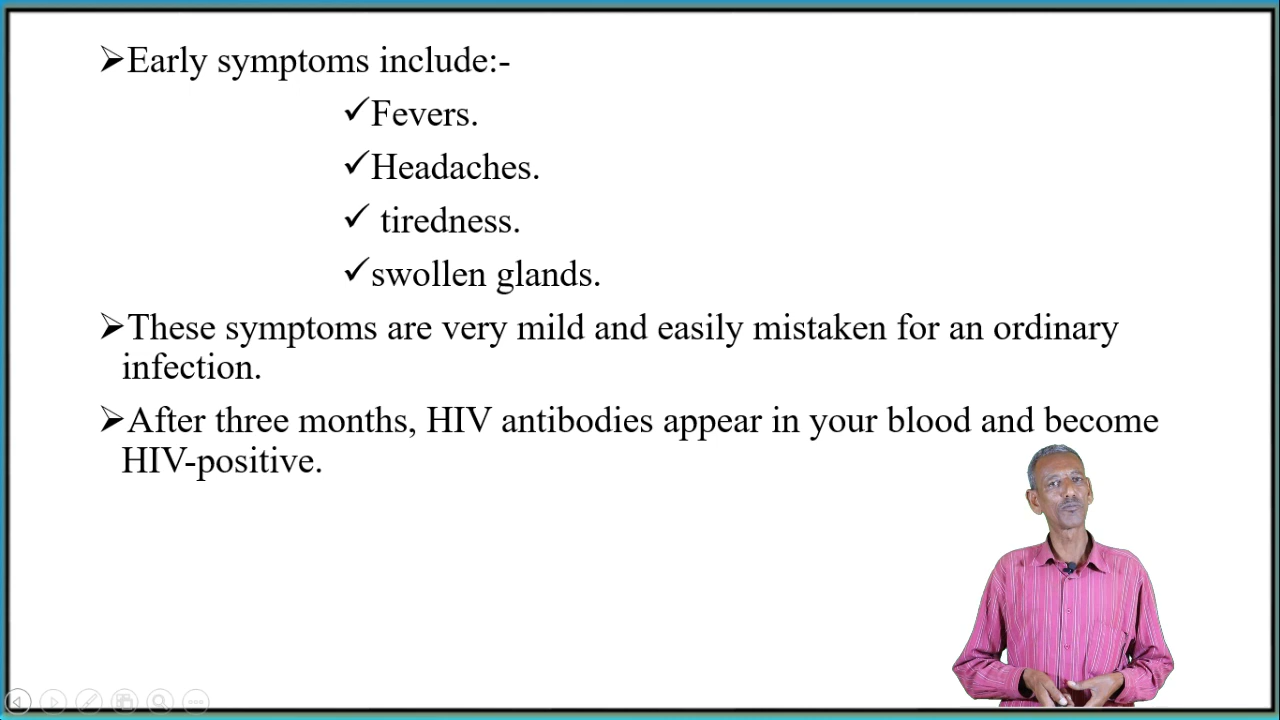 ➢Early symptoms include:-
✓Fevers.
✓Headaches.
✓ tiredness.
✓swollen glands.
➢These symptoms are very mild and easily mistaken for an ordinary
infection.
➢After three months, HIV antibodies appear in your blood and become
HIV-positive.